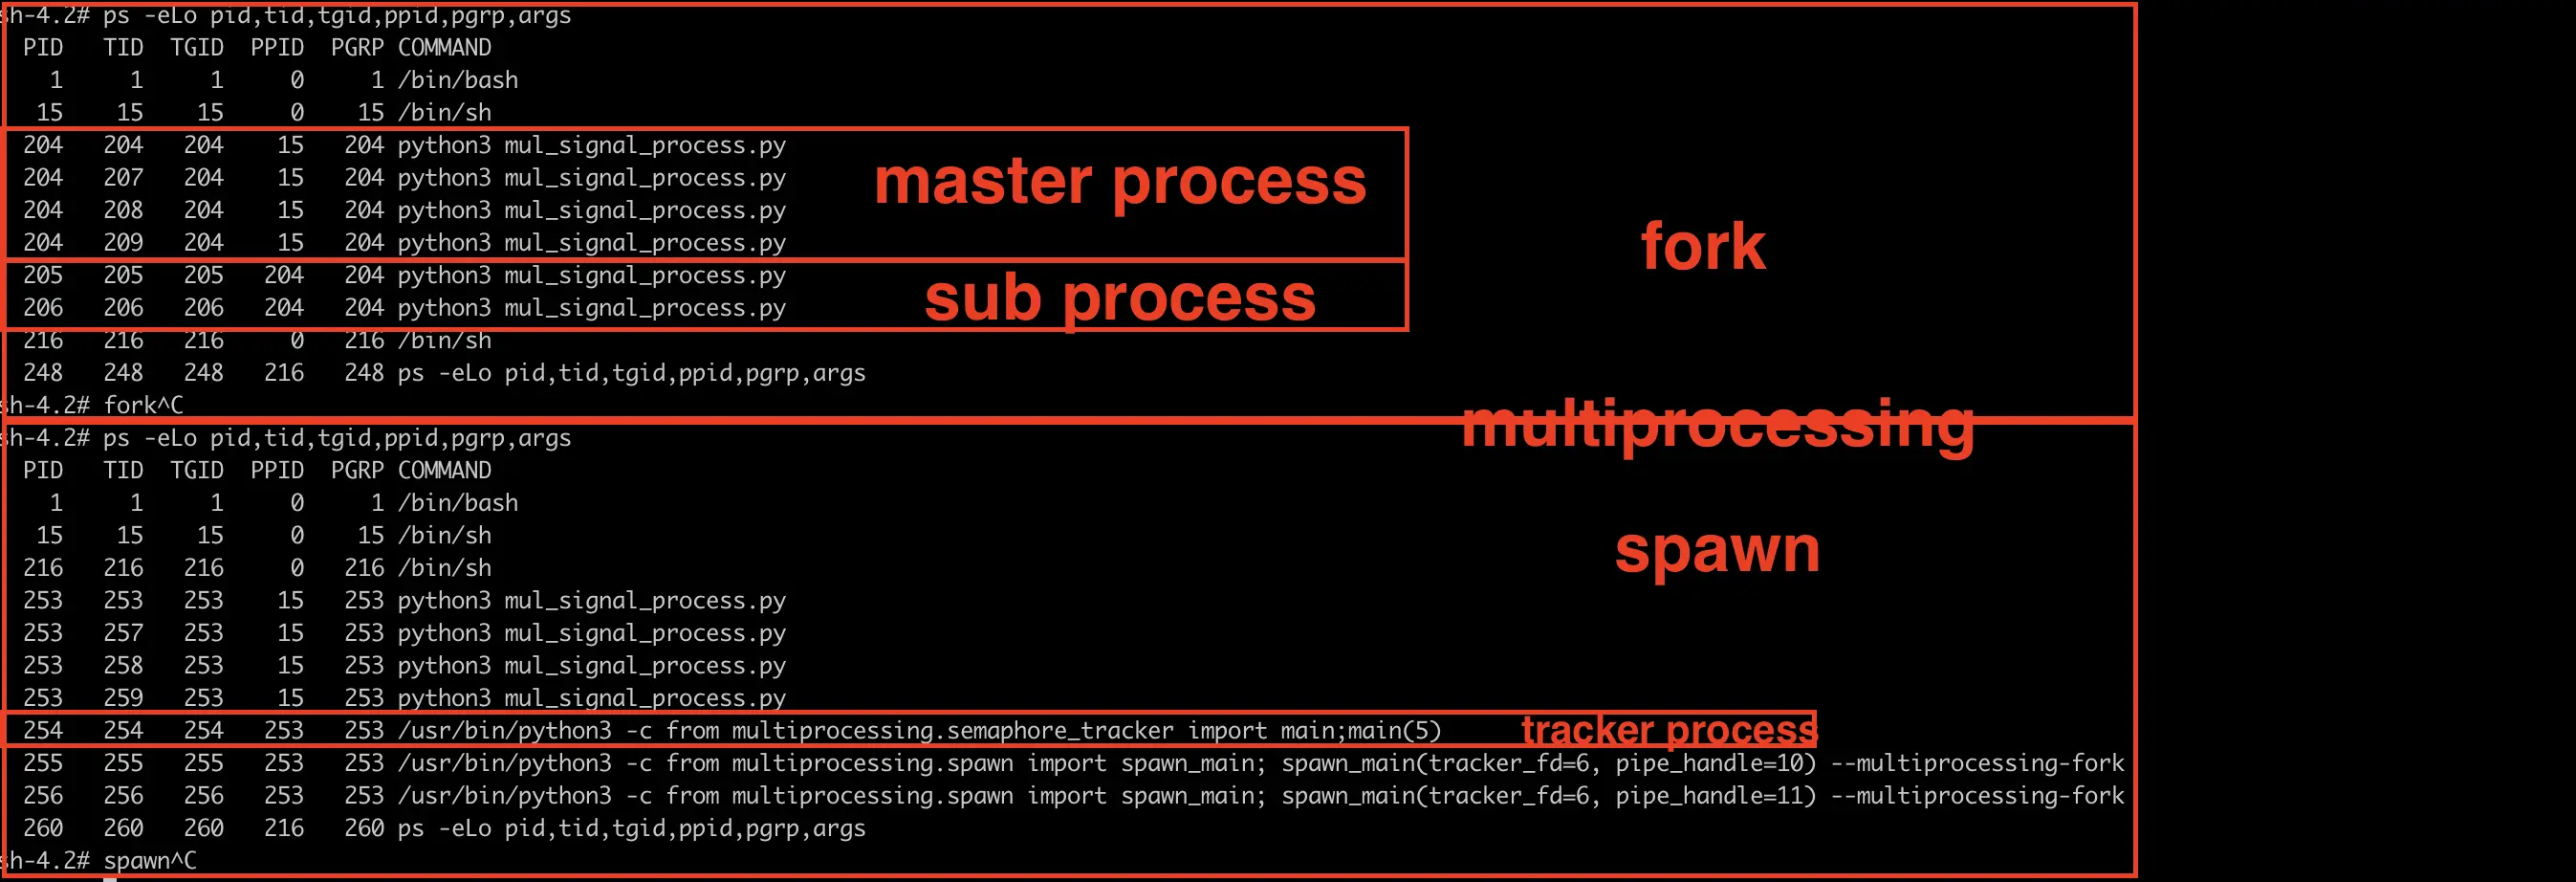 sh-4.2# ps -eLo pid,tid,tgid,ppid,pgrp,args
PID TID TGID PPID PGRP COMMAND
1 1 1 0 1 /bin/bash
15 15 15 0 15 /bin/sh
204 204 204 15 204 python3 mul_signal_process.py
204 207 204 15 204 python3 mul_signal_process.py
master process
204 208 204 15 204 python3 mul_signal_process.py
204 209 204 15 204 python3 mul_signal_process.py
fork
205 205 205 204 204 python3 mul_signal_process.py
sub process
206 206 206 204 204 python3 mul_signal_process.py
216 216 216 0 216 /bin/sh
248 248 248 216 248 ps -eLo pid,tid,tgid,ppid,pgrp,args
sh-4.2# fork^C
multiprocessing
sh-4.2# ps -eLo pid,tid,tgid,ppid,pgrp,args
PID TID TGID PPID PGRP COMMAND
1 1 1 0 1 /bin/bash
15 15 15 0 15 /bin/sh
spawn
216 216 216 0 216 /bin/sh
253 253 253 15 253 python3 mul_signal_process.py
253 257 253 15 253 python3 mul_signal_process.py
253 258 253 15 253 python3 mul_signal_process.py
253 259 253 15 253 python3 mul_signal_process.py
254 254 254 253 253 /usr/bin/python3 -c from multiprocessing.semaphore_tracker import main;main(5) tracker process
255 255 255 253 253 /usr/bin/python3 -c from multiprocessing.spawn import spawn_main; spawn_main(tracker_fd=6, pipe_handle=10) --multiprocessing-fork
256 256 256 253 253 /usr/bin/python3 -c from multiprocessing.spawn import spawn_main; spawn_main(tracker_fd=6, pipe_handle=11) --multiprocessing-fork
260 260 260 216 260 ps -eLo pid,tid,tgid,ppid,pgrp,args
sh-4.2# spawn^C